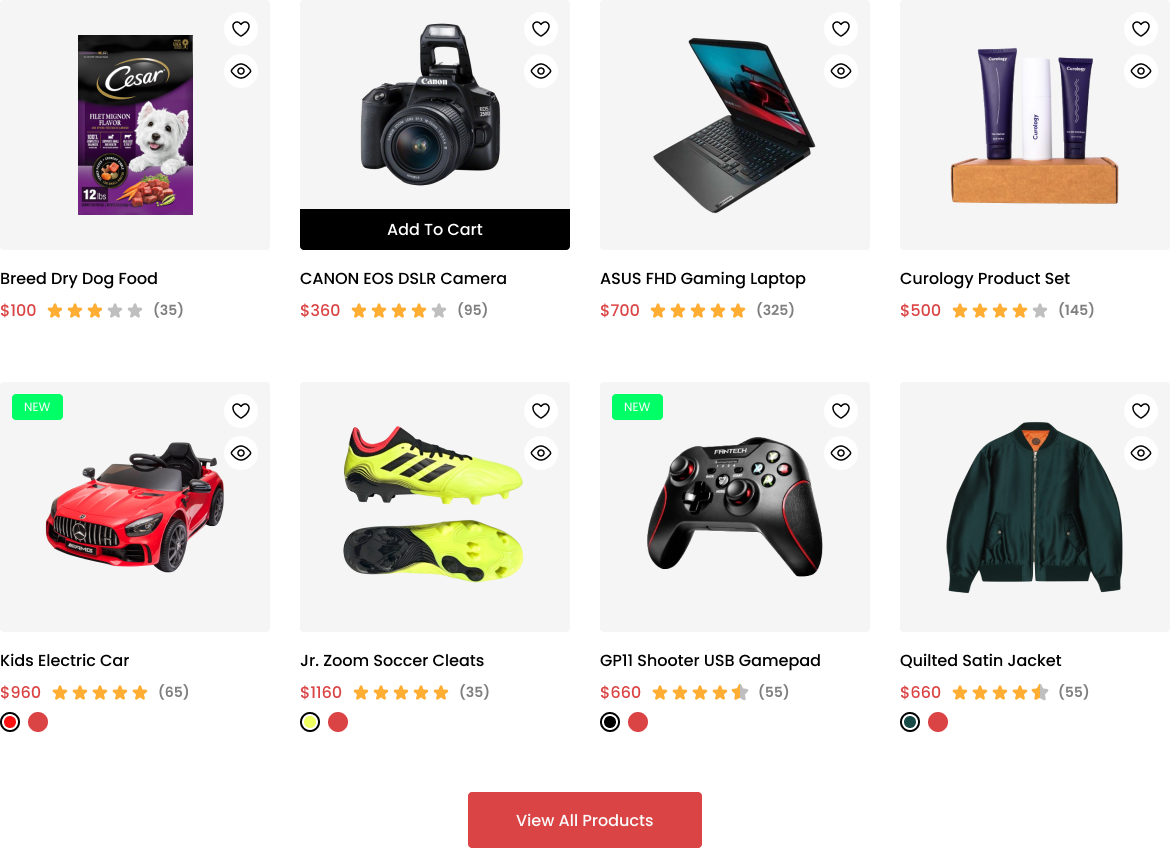 Cesar
FILET MIGNON
FLAVOR
12 lbs
Canon
EOS
Curology
Curology
Curology
Add To Cart
Breed Dry Dog Food
CANON EOS DSLR Camera
ASUS FHD Gaming Laptop
Curology Product Set
$100 (35)
$360 (95)
$700 (325)
$500 (145)
NEW
NEW
FANTECH
AMG
Kids Electric Car
Jr. Zoom Soccer Cleats
GP11 Shooter USB Gamepad
Quilted Satin Jacket
$960 (65)
$1160 (35)
$660 (55)
$660 (55)
View All Products